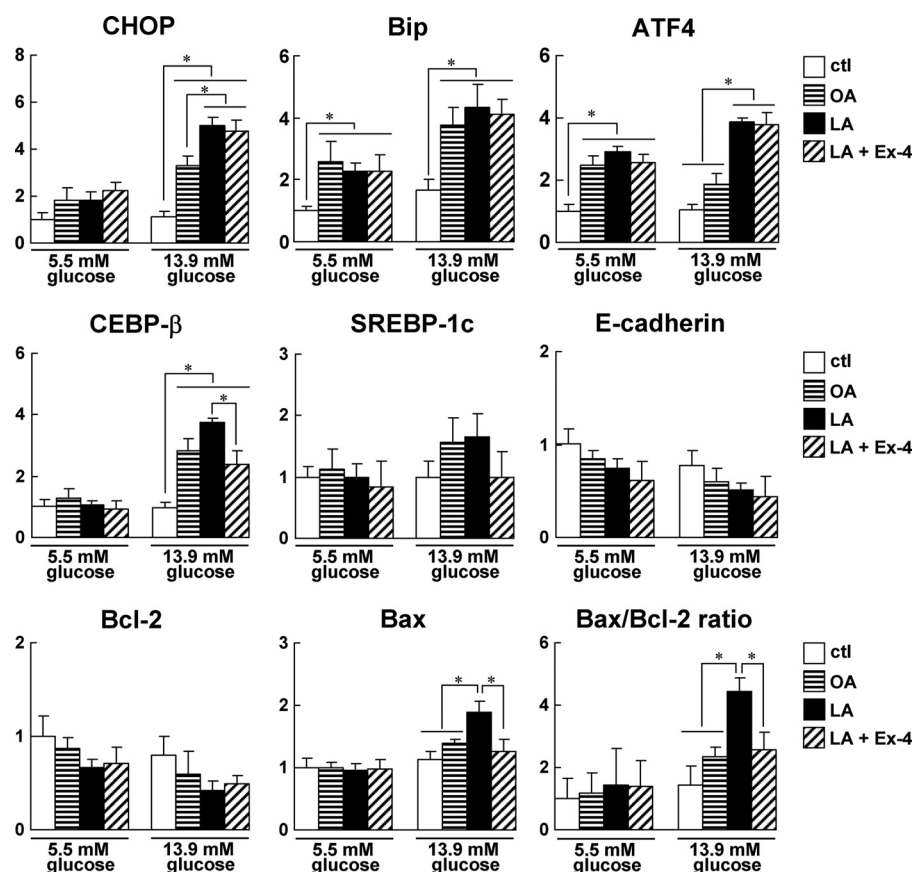 CHOP
Bip
ATF4
8
6
4
2
0
*
*
5.5 mM
glucose
13.9 mM
glucose
6
4
2
0
*
*
5.5 mM
glucose
13.9 mM
glucose
6
4
2
0
*
*
5.5 mM
glucose
13.9 mM
glucose
ctl
OA
LA
LA + Ex-4
CEBP-β
SREBP-1c
E-cadherin
6
4
2
0
*
*
5.5 mM
glucose
13.9 mM
glucose
3
2
1
0
5.5 mM
glucose
13.9 mM
glucose
2
1
0
5.5 mM
glucose
13.9 mM
glucose
ctl
OA
LA
LA + Ex-4
Bcl-2
Bax
Bax/Bcl-2 ratio
2
1
0
5.5 mM
glucose
13.9 mM
glucose
3
2
1
0
*
*
5.5 mM
glucose
13.9 mM
glucose
6
4
2
0
*
*
5.5 mM
glucose
13.9 mM
glucose
ctl
OA
LA
LA + Ex-4